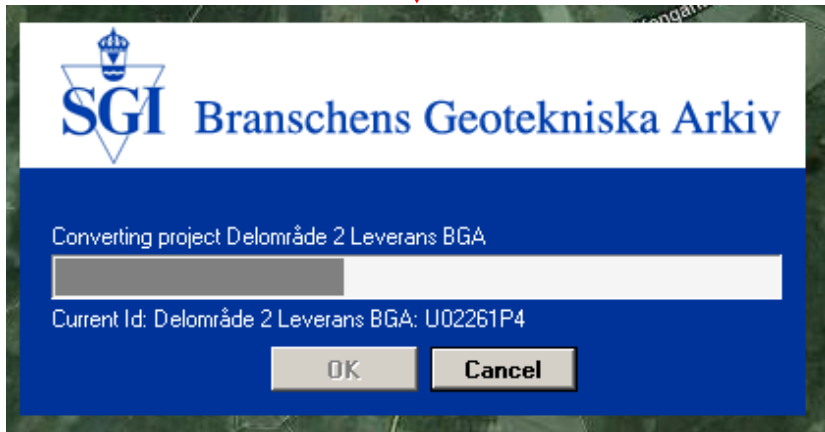 SGI Branschens Geotekniska Arkiv
Converting project Delområde 2 Leverans BGA
Current Id: Delområde 2 Leverans BGA: U02261P4
OK Cancel